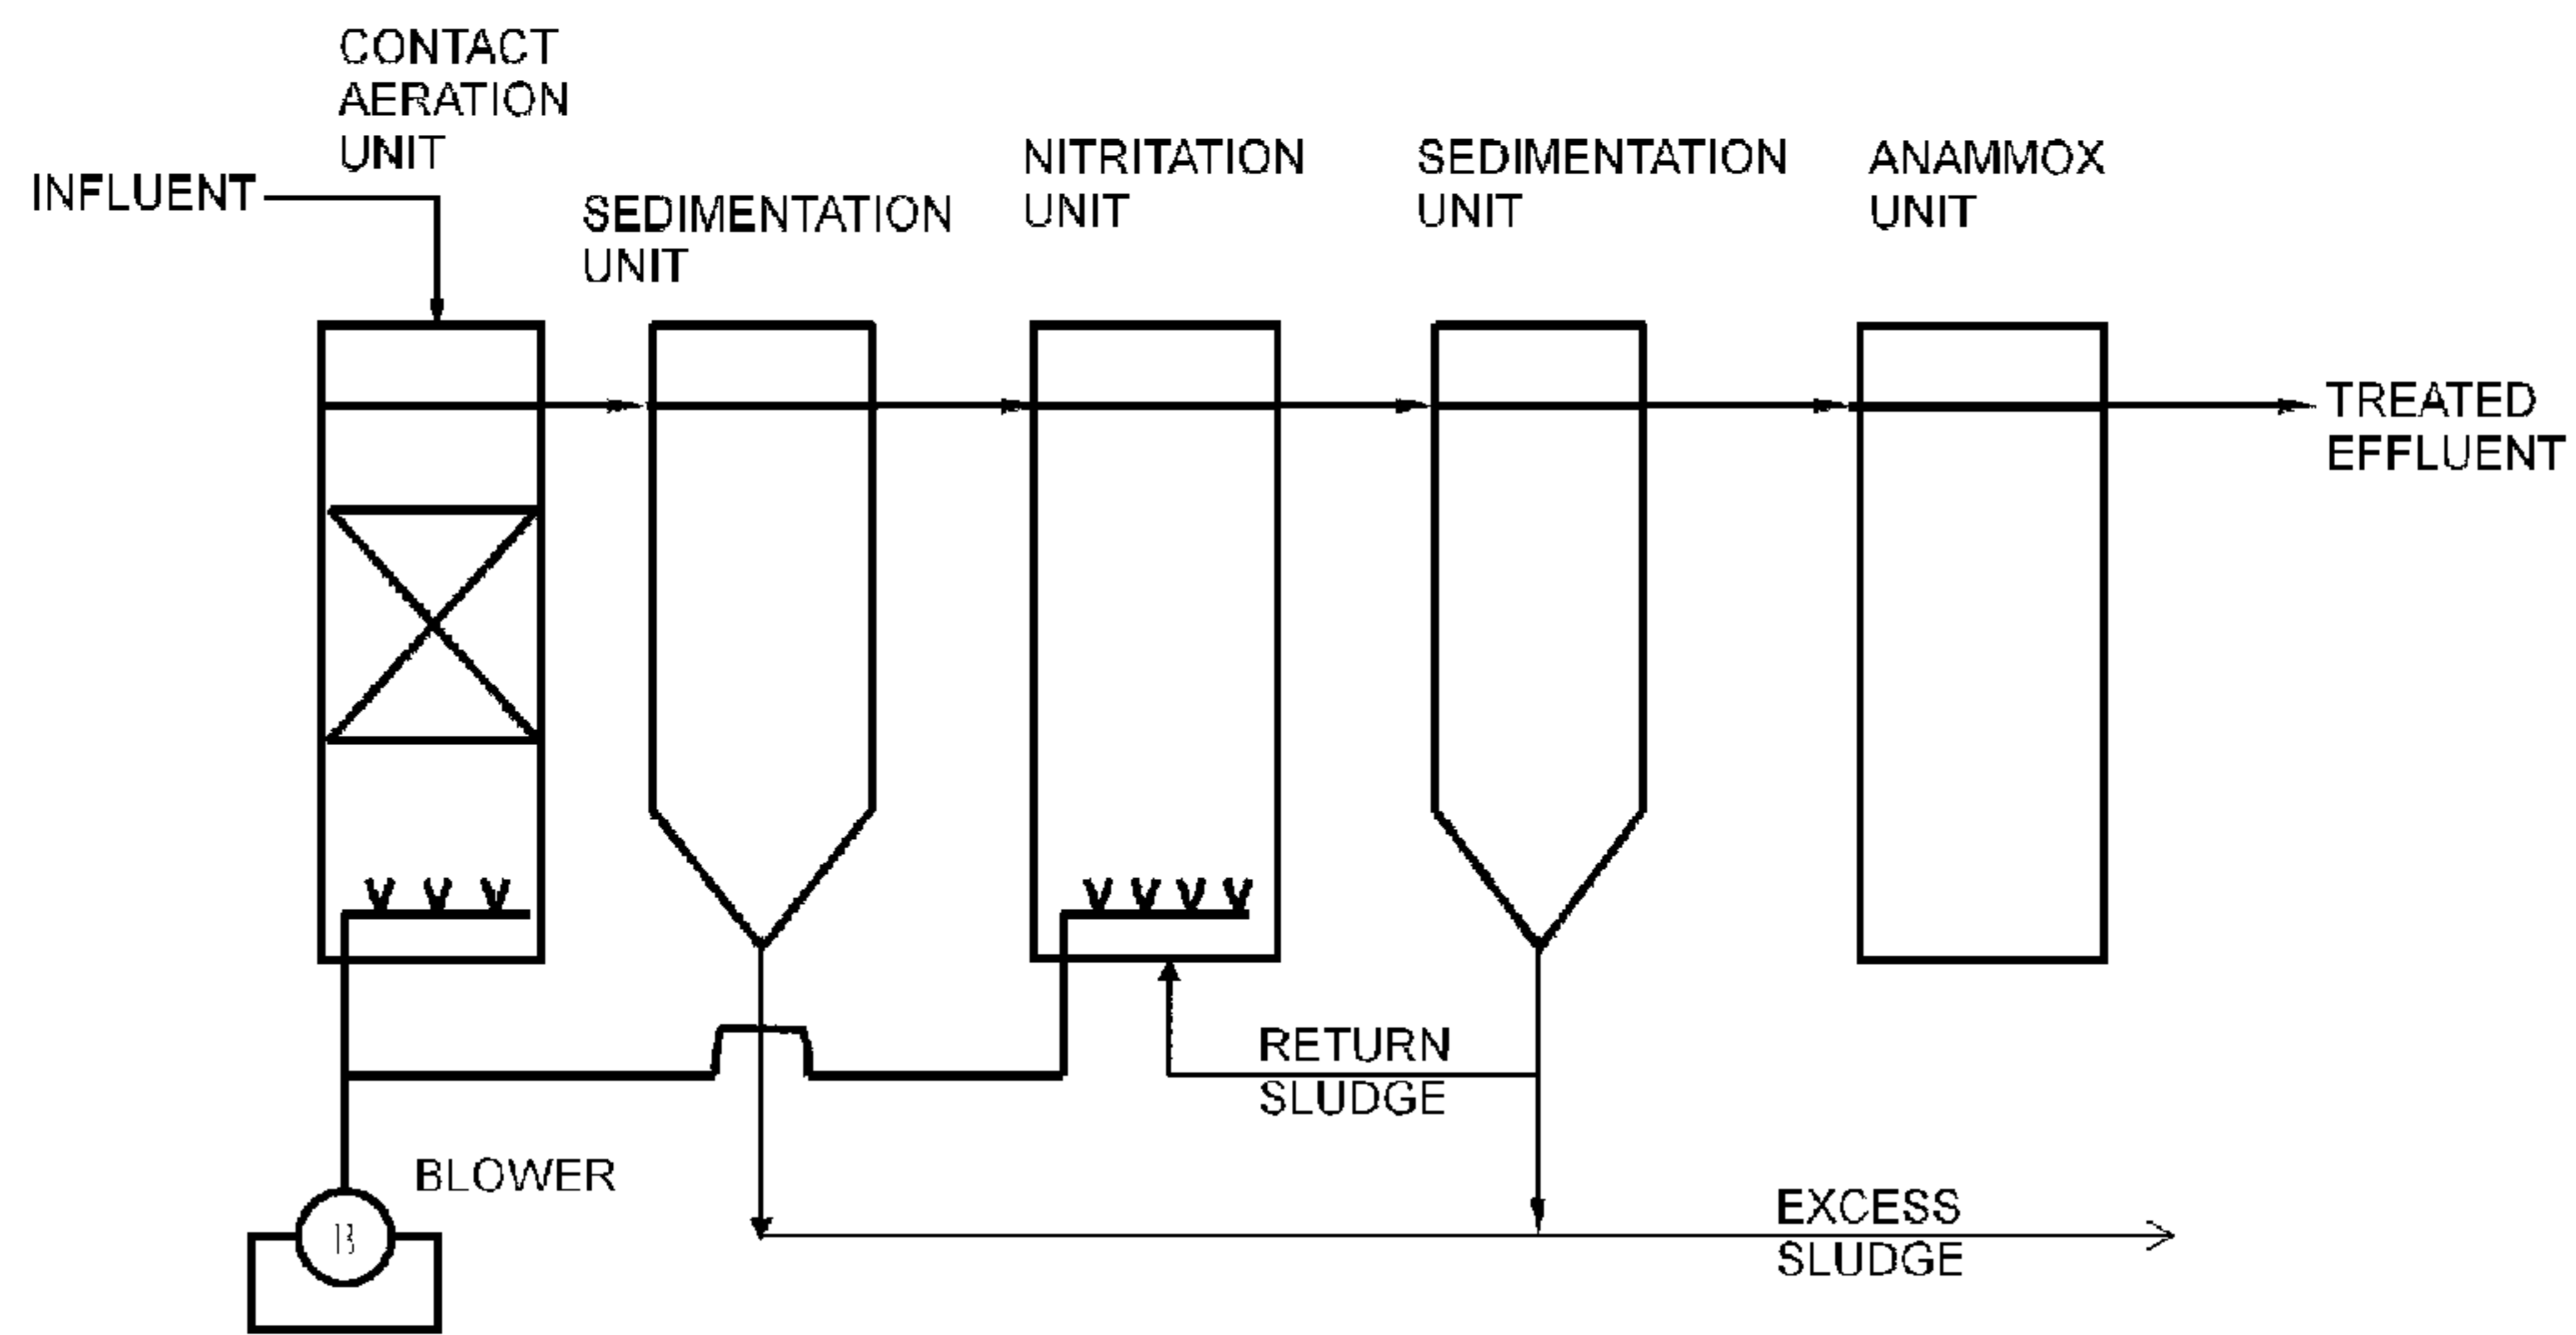 CONTACT
AERATION
UNIT
INFLUENT
SEDIMENTATION
UNIT
NITRITATION
UNIT
SEDIMENTATION
UNIT
ANAMMOX
UNIT
TREATED
EFFLUENT
RETURN
SLUDGE
BLOWER
B
EXCESS
SLUDGE